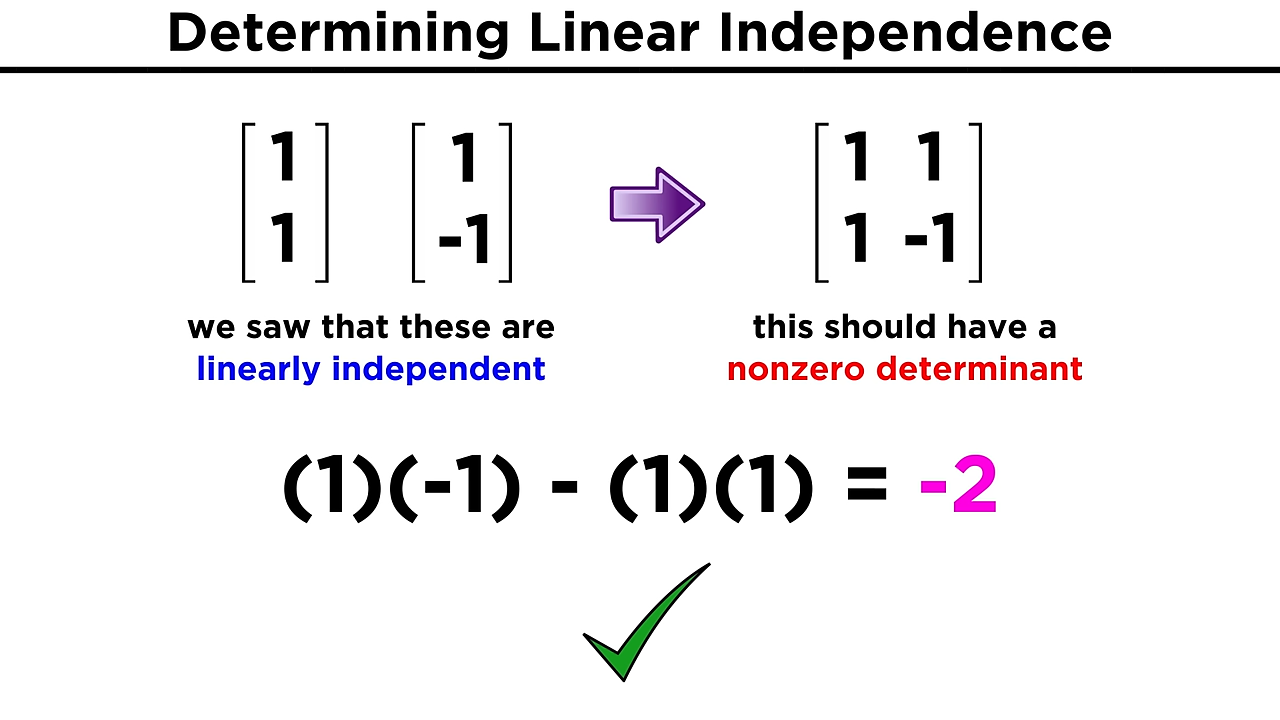 Determining Linear Independence
1 1 1 1
1 -1 1 -1
we saw that these are
linearly independent
this should have a
nonzero determinant
(1)(-1) - (1)(1) = -2